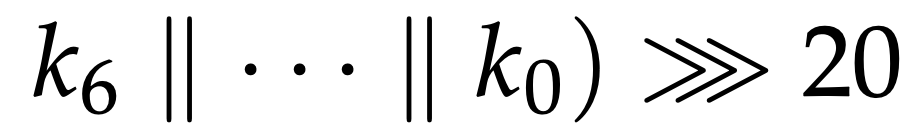 k₆ ∥ ⋯ ∥ k₀) ⋙ 20